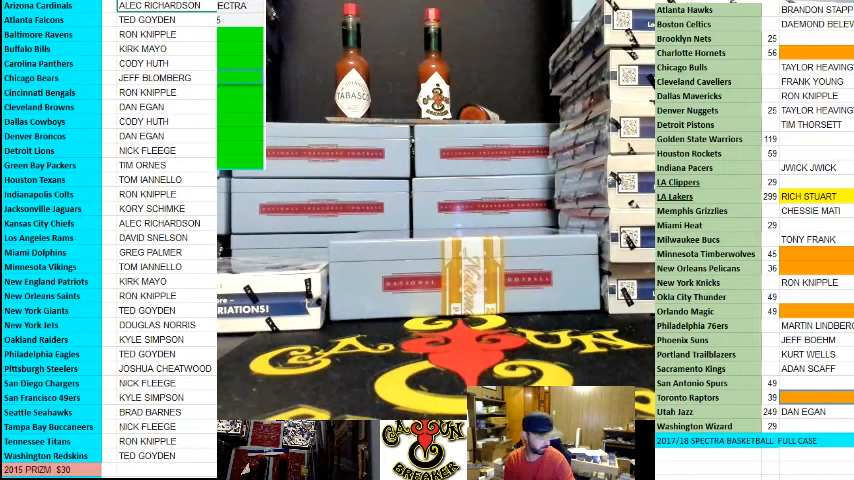 Arizona Cardinals ALEC RICHARDSON ECTRA
Atlanta Falcons TED GOYDEN 5
Baltimore Ravens RON KNIPPLE
Buffalo Bills KIRK MAYO
Carolina Panthers CODY HUTH
Chicago Bears JEFF BLOMBERG
Cincinnati Bengals RON KNIPPLE
Cleveland Browns DAN EGAN
Dallas Cowboys CODY HUTH
Denver Broncos DAN EGAN
Detroit Lions NICK FLEEGE
Green Bay Packers TIM ORNES
Houston Texans TOM IANNELLO
Indianapolis Colts RON KNIPPLE
Jacksonville Jaguars KORY SCHIMKE
Kansas City Chiefs ALEC RICHARDSON
Los Angeles Rams DAVID SNELSON
Miami Dolphins GREG PALMER
Minnesota Vikings TOM IANNELLO
New England Patriots KIRK MAYO
New Orleans Saints RON KNIPPLE
New York Giants TED GOYDEN
New York Jets DOUGLAS NORRIS
Oakland Raiders KYLE SIMPSON
Philadelphia Eagles TED GOYDEN
Pittsburgh Steelers JOSHUA CHEATWOOD
San Diego Chargers NICK FLEEGE
San Francisco 49ers KYLE SIMPSON
Seattle Seahawks BRAD BARNES
Tampa Bay Buccaneers NICK FLEEGE
Tennessee Titans RON KNIPPLE
Washington Redskins TED GOYDEN
2015 PRIZM $30
TABASCO
NATIONAL TREASURES FOOTBALL
NATIONAL TREASURES FOOTBALL
NATIONAL TREASURES FOOTBALL
NATIONAL TREASURES FOOTBALL
NATIONAL FOOTBALL
RIATIONS!
CAJUN
CAJUN
BREAKER
Atlanta Hawks BRANDON STAPP
Boston Celtics DAEMOND BELEW
Brooklyn Nets 25
Charlotte Hornets 56
Chicago Bulls TAYLOR HEAVING
Cleveland Cavaliers FRANK YOUNG
Dallas Mavericks RON KNIPPLE
Denver Nuggets 25 TAYLOR HEAVING
Detroit Pistons TIM THORSETT
Golden State Warriors 119
Houston Rockets 59
Indiana Pacers JWICK JWICK
LA Clippers 29
LA Lakers 299 RICH STUART
Memphis Grizzlies CHESSIE MATI
Miami Heat 29
Milwaukee Bucs TONY FRANK
Minnesota Timberwolves 45
New Orleans Pelicans 36
New York Knicks RON KNIPPLE
Okla City Thunder 49
Orlando Magic 49
Philadelphia 76ers MARTIN LINDBERG
Phoenix Suns JEFF BOEHM
Portland Trailblazers KURT WELLS
Sacramento Kings ADAN SCAFF
San Antonio Spurs 49
Toronto Raptors 39
Utah Jazz 249 DAN EGAN
Washington Wizard 29
2017/18 SPECTRA BASKETBALL FULL CASE